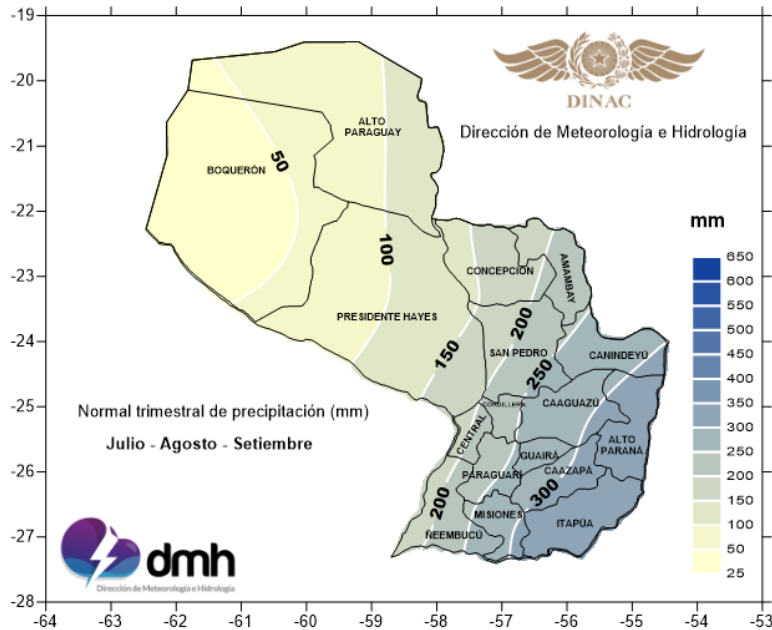 DINAC
Dirección de Meteorología e Hidrología
-19
-20
-21
-22
-23
-24
-25
-26
-27
-28
-64
-63
-62
-61
-60
-59
-58
-57
-56
-55
-54
-53
ALTO
PARAGUAY
BOQUERÓN
50
100
PRESIDENTE HAYES
150
CONCEPCIÓN
AMAMBAY
200
SAN PEDRO
250
CANINDEYÚ
CORDILLERA
CENTRAL
CAAGUAZÚ
ALTO
PARANÁ
GUAIRÁ
CAAZAPÁ
PARAGUARÍ
300
200
MISIONES
ITAPÚA
ÑEEMBUCÚ
Normal trimestral de precipitación (mm)
Julio - Agosto - Setiembre
mm
650
600
550
500
450
400
350
300
250
200
150
100
50
25
dmh
Dirección de Meteorología e Hidrología